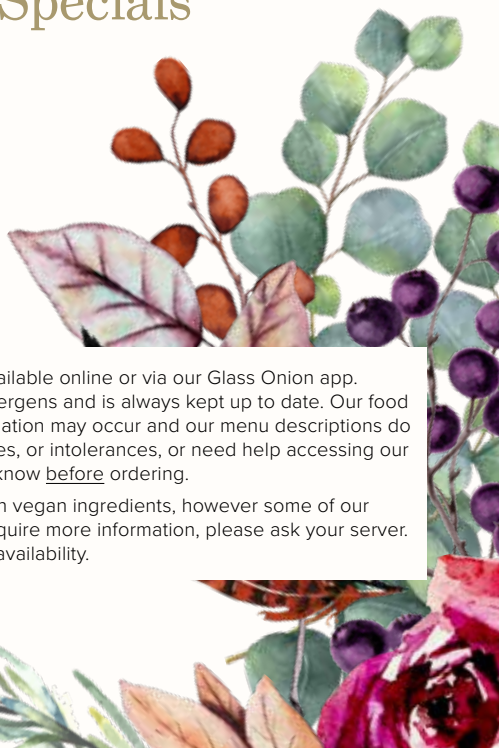 Specials
ailable online or via our Glass Onion app.
ergens and is always kept up to date. Our food
ation may occur and our menu descriptions do
es, or intolerances, or need help accessing our
know before ordering.
n vegan ingredients, however some of our
quire more information, please ask your server.
availability.